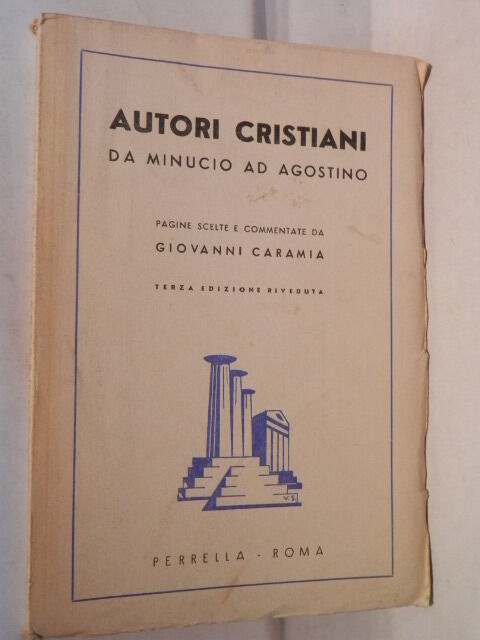 AUTORI CRISTIANI
DA MINUCIO AD AGOSTINO
PAGINE SCELTE E COMMENTATE DA
GIOVANNI CARAMIA
TERZA EDIZIONE RIVEDUTA
V.S.
PERRELLA - ROMA